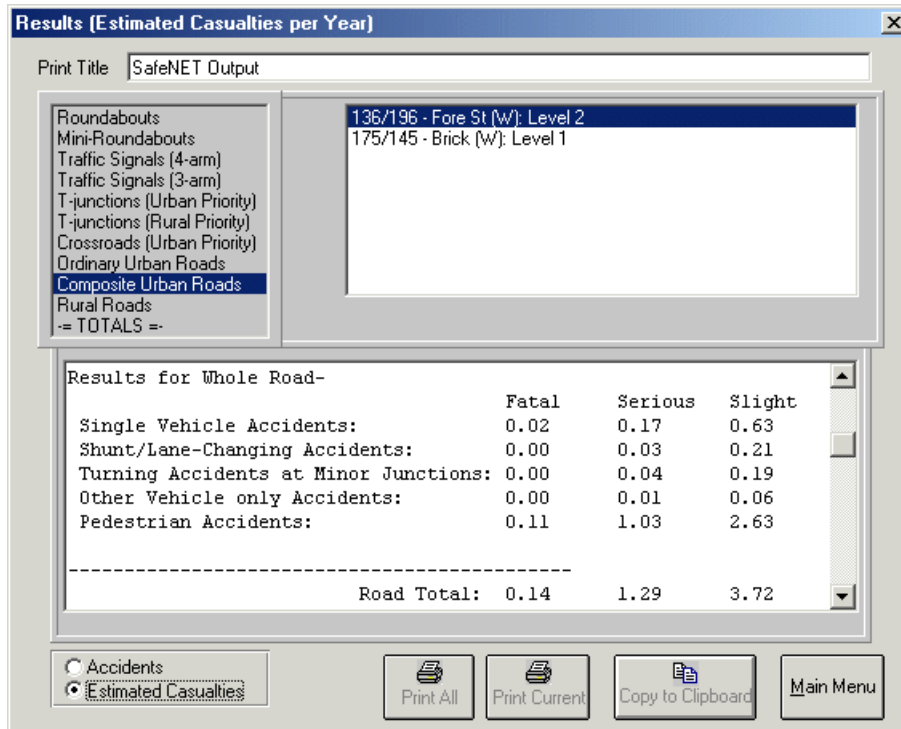 Results (Estimated Casualties per Year)
Print Title SafeNET Output
Roundabouts
Mini-Roundabouts
Traffic Signals (4-arm)
Traffic Signals (3-arm)
T-junctions (Urban Priority)
T-junctions (Rural Priority)
Crossroads (Urban Priority)
Ordinary Urban Roads
Composite Urban Roads
Rural Roads
-= TOTALS =-
136/196 - Fore St (W): Level 2
175/145 - Brick (W): Level 1
Results for Whole Road-
Fatal Serious Slight
Single Vehicle Accidents: 0.02 0.17 0.63
Shunt/Lane-Changing Accidents: 0.00 0.03 0.21
Turning Accidents at Minor Junctions: 0.00 0.04 0.19
Other Vehicle only Accidents: 0.00 0.01 0.06
Pedestrian Accidents: 0.11 1.03 2.63
---------------------------------------------
Road Total: 0.14 1.29 3.72
Accidents
Estimated Casualties
Print All
Print Current
Copy to Clipboard
Main Menu